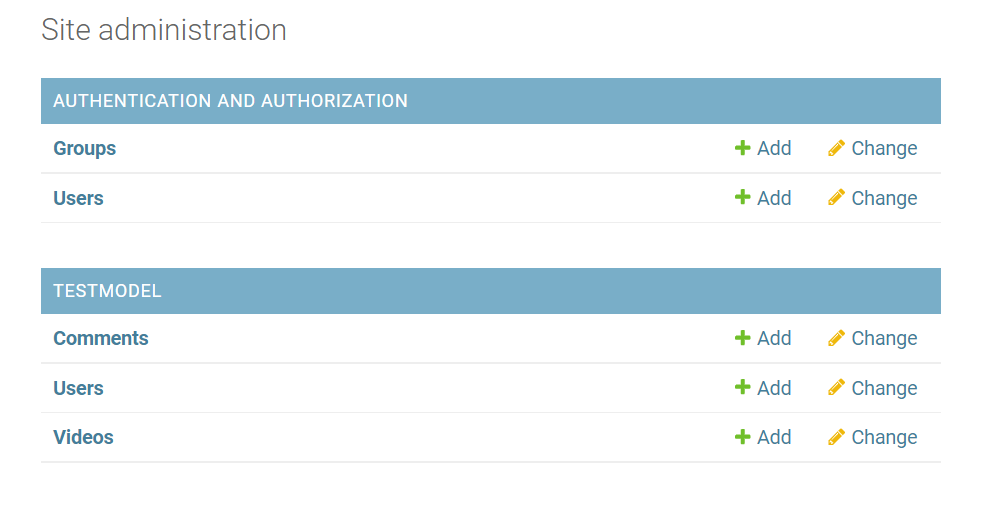 Site administration
AUTHENTICATION AND AUTHORIZATION
Groups Add Change
Users Add Change
TESTMODEL
Comments Add Change
Users Add Change
Videos Add Change